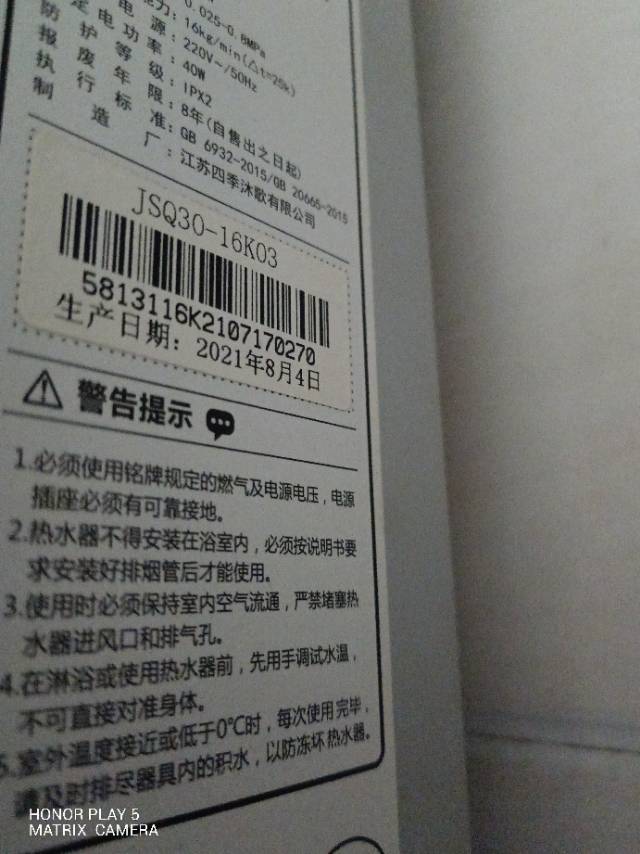 0.025-0.8MPa
力：16kg/min(△t=25k)
电源：220V~/50Hz
定电功率：40W
防护等级：IPX2
报废年限：8年(自售出之日起)
执行标准：GB 6932-2015/GB 20665-2015
制造厂：江苏四季沐歌有限公司
JSQ30-16K03
5813116K2107170270
生产日期：2021年8月4日
警告提示
1.必须使用铭牌规定的燃气及电源电压，电源
插座必须有可靠接地。
2.热水器不得安装在浴室内，必须按说明书要
求安装好排烟管后才能使用。
3.使用时必须保持室内空气流通，严禁堵塞热
水器进风口和排气孔。
4.在淋浴或使用热水器前，先用手调试水温，
不可直接对准身体。
5.室外温度接近或低于0℃时，每次使用完毕，
请及时排尽器具内的积水，以防冻坏热水器。
HONOR PLAY 5
MATRIX CAMERA